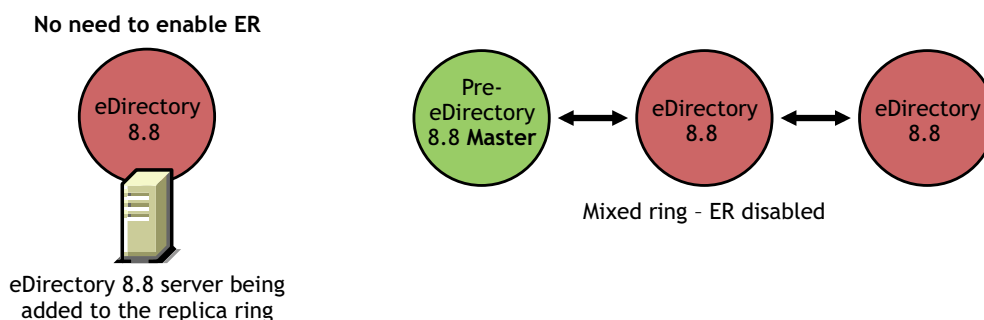 No need to enable ER
eDirectory
8.8
eDirectory 8.8 server being
added to the replica ring
Pre-
eDirectory
8.8 Master
eDirectory
8.8
eDirectory
8.8
Mixed ring – ER disabled